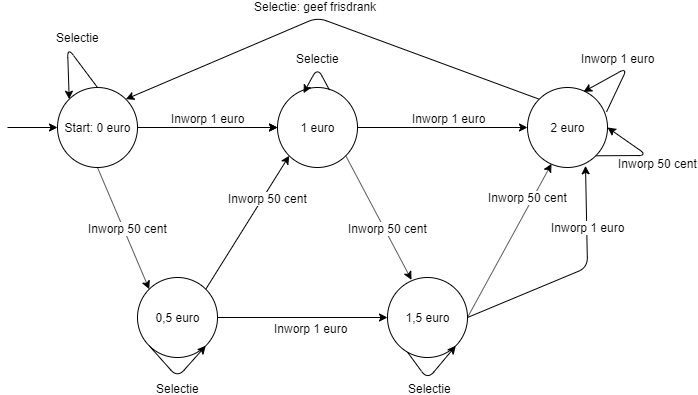 Selectie: geef frisdrank
Selectie
Selectie
Inworp 1 euro
Start: 0 euro
Inworp 1 euro
1 euro
Inworp 1 euro
2 euro
Inworp 50 cent
Inworp 50 cent
Inworp 50 cent
Inworp 50 cent
Inworp 50 cent
Inworp 1 euro
0,5 euro
Inworp 1 euro
1,5 euro
Selectie
Selectie